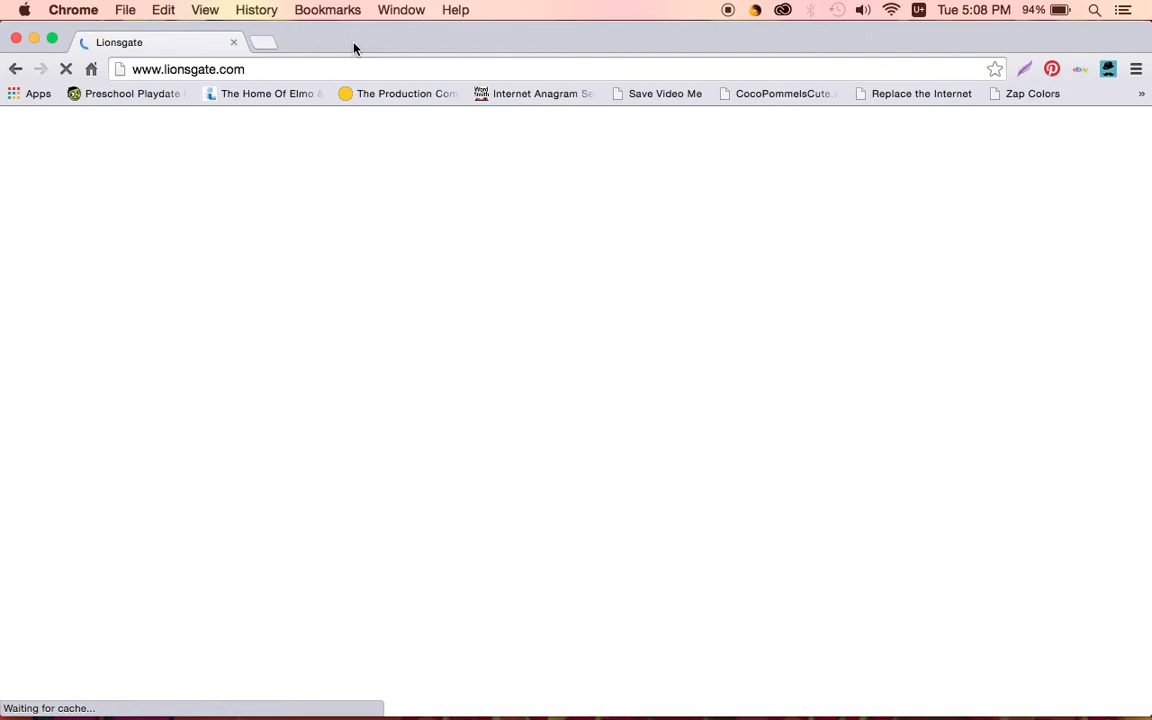 Chrome File Edit View History Bookmarks Window Help U+ Tue 5:08 PM 94%
Lionsgate
www.lionsgate.com
Apps Preschool Playdate The Home Of Elmo & The Production Com Internet Anagram Se Save Video Me CocoPommelsCute. Replace the Internet Zap Colors »
Waiting for cache...